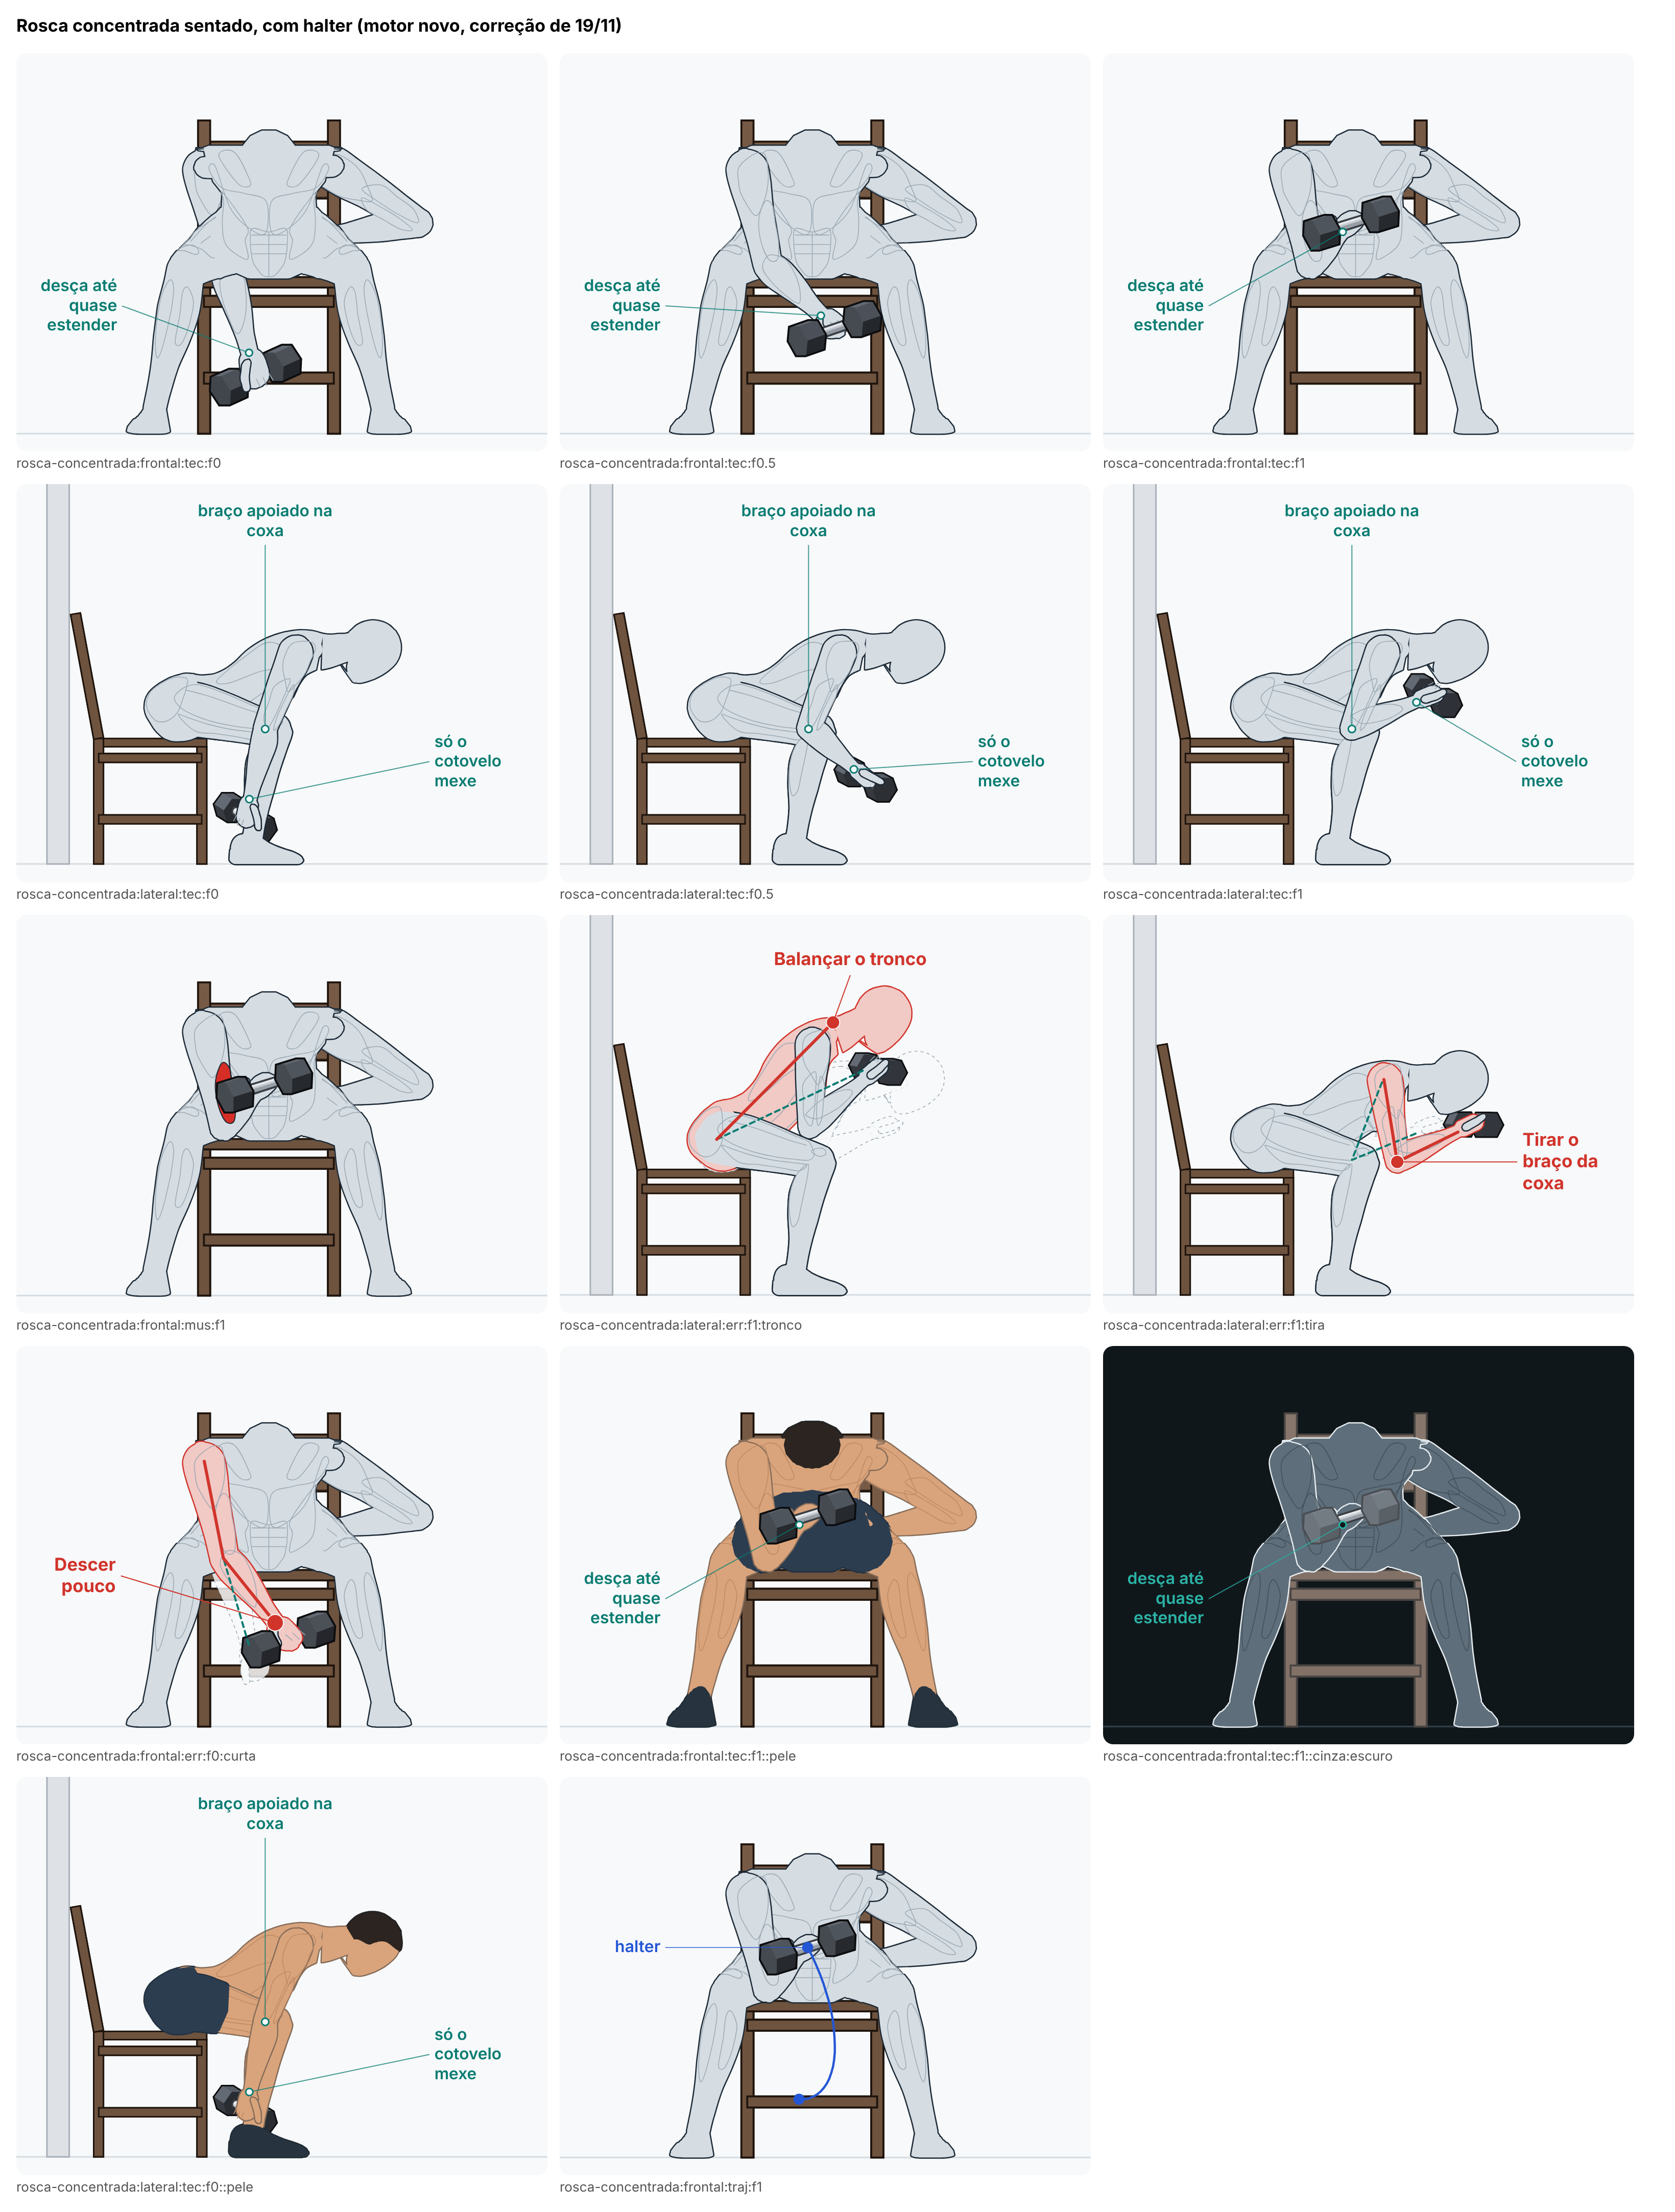 Rosca concentrada sentado, com halter (motor novo, correção de 19/11)
desça até
quase
estender
desça até
quase
estender
desça até
quase
estender
rosca-concentrada:frontal:tec:f0
rosca-concentrada:frontal:tec:f0.5
rosca-concentrada:frontal:tec:f1
braço apoiado na
coxa
só o
cotovelo
mexe
braço apoiado na
coxa
só o
cotovelo
mexe
braço apoiado na
coxa
só o
cotovelo
mexe
rosca-concentrada:lateral:tec:f0
rosca-concentrada:lateral:tec:f0.5
rosca-concentrada:lateral:tec:f1
Balançar o tronco
Tirar o
braço da
coxa
rosca-concentrada:frontal:mus:f1
rosca-concentrada:lateral:err:f1:tronco
rosca-concentrada:lateral:err:f1:tira
Descer
pouco
desça até
quase
estender
desça até
quase
estender
rosca-concentrada:frontal:err:f0:curta
rosca-concentrada:frontal:tec:f1::pele
rosca-concentrada:frontal:tec:f1::cinza:escuro
braço apoiado na
coxa
só o
cotovelo
mexe
halter
rosca-concentrada:lateral:tec:f0::pele
rosca-concentrada:frontal:traj:f1